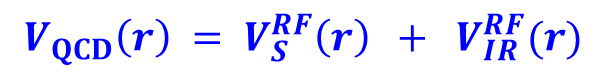 V_QCD(r) = V_S^RF(r) + V_IR^RF(r)